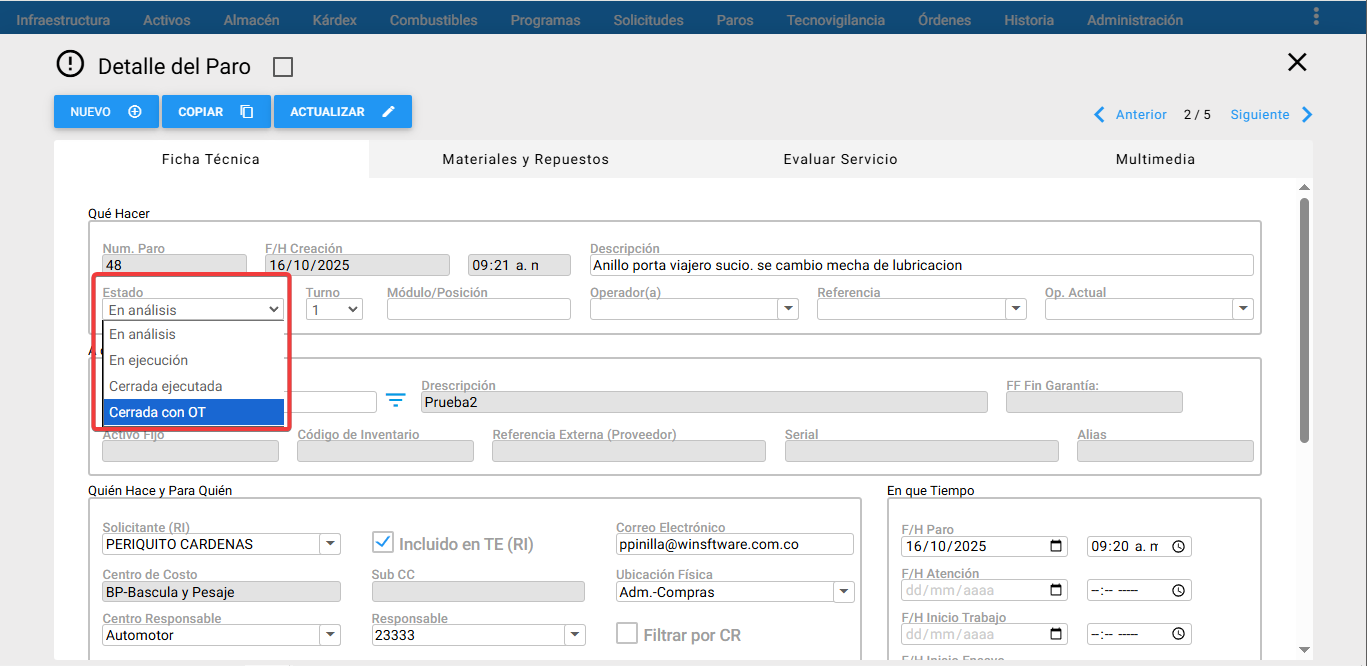 Infraestructura Activos Almacén Kárdex Combustibles Programas Solicitudes Paros Tecnovigilancia Órdenes Historia Administración
Detalle del Paro
NUEVO COPIAR ACTUALIZAR
Anterior 2 / 5 Siguiente
Ficha Técnica Materiales y Repuestos Evaluar Servicio Multimedia
Qué Hacer
Num. Paro F/H Creación Descripción
48 16/10/2025 09:21 a. n Anillo porta viajero sucio. se cambio mecha de lubricacion
Estado Turno Módulo/Posición Operador(a) Referencia Op. Actual
En análisis 1
En análisis
En ejecución
Cerrada ejecutada
Cerrada con OT
Drescripción FF Fin Garantía:
Prueba2
Activo Fijo Código de Inventario Referencia Externa (Proveedor) Serial Alias
Quién Hace y Para Quién En que Tiempo
Solicitante (RI) Incluido en TE (RI) Correo Electrónico F/H Paro
PERIQUITO CARDENAS ppinilla@winsftware.com.co 16/10/2025 09:20 a. m
Centro de Costo Sub CC Ubicación Física F/H Atención
BP-Bascula y Pesaje Adm.-Compras dd/mm/aaaa --:-- -----
Centro Responsable Responsable Filtrar por CR F/H Inicio Trabajo
Automotor 23333 dd/mm/aaaa --:-- -----
F/H Inicio Ensayo